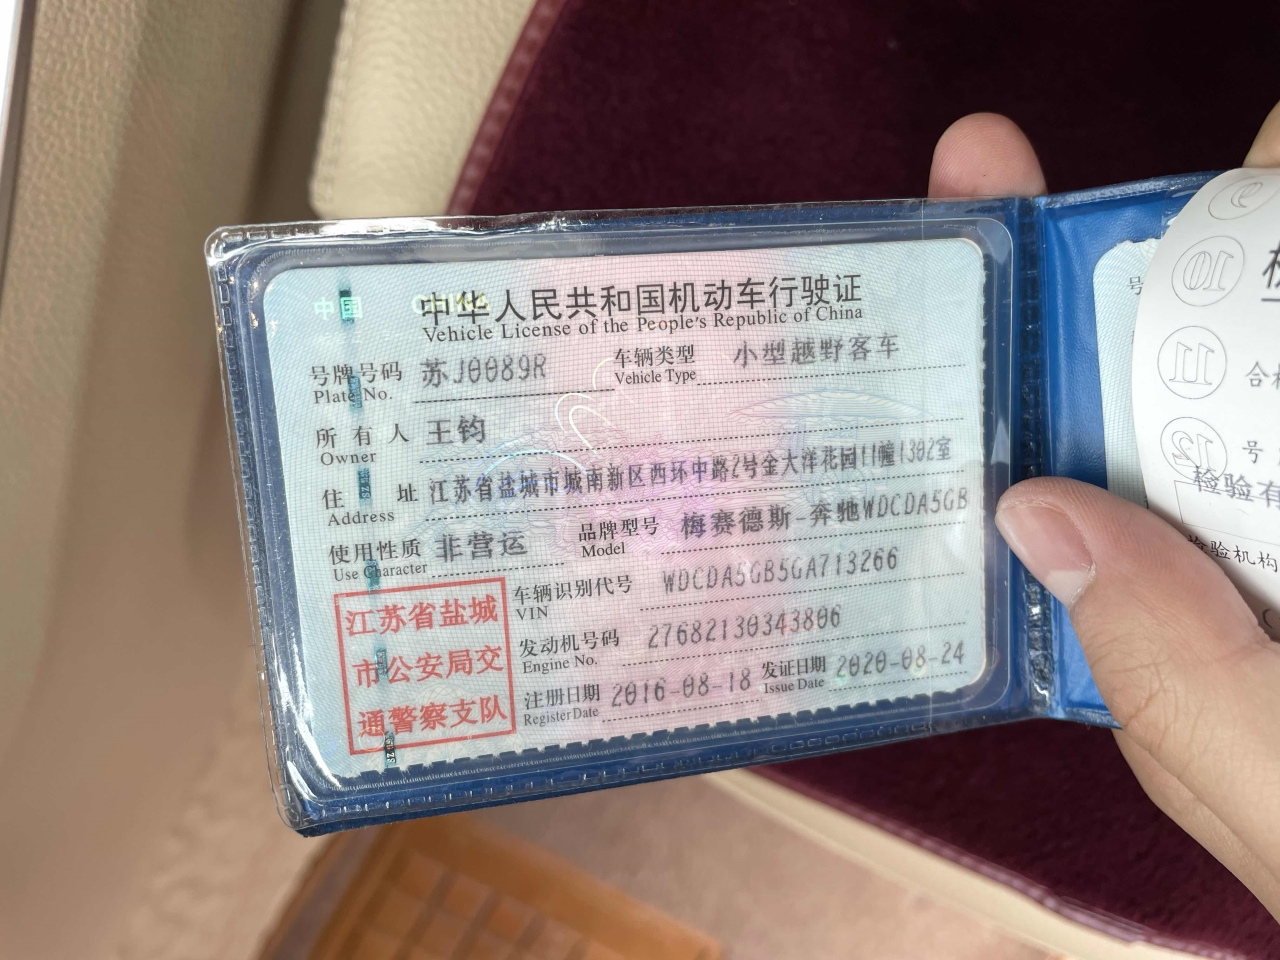 中国 CHINA
中华人民共和国机动车行驶证
Vehicle License of the People's Republic of China
号牌号码 苏J0089R 车辆类型 小型越野客车
Plate No. Vehicle Type
所有人 王钧
Owner
住址 江苏省盐城市城南新区西环中路2号金大洋花园11幢1302室
Address
使用性质 非营运 品牌型号 梅赛德斯-奔驰WDCDA5GB
Use Character Model
江苏省盐城
市公安局交
通警察支队
车辆识别代号 WDCDA5GB5GA713266
VIN
发动机号码 27682130343806
Engine No.
注册日期 2016-08-18 发证日期 2020-08-24
Register Date Issue Date
号
9
10
11
12
合
号
检验有
检验机构